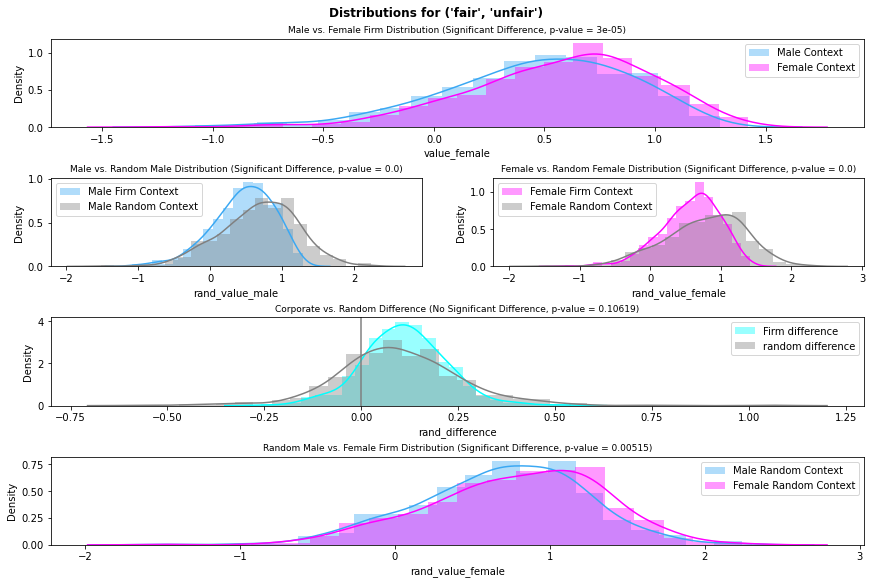 Distributions for ('fair', 'unfair')
Male vs. Female Firm Distribution (Significant Difference, p-value = 3e-05)
Density
1.0
0.5
0.0
Male Context
Female Context
−1.5 −1.0 −0.5 0.0 0.5 1.0 1.5
value_female
Male vs. Random Male Distribution (Significant Difference, p-value = 0.0)
Density
1.0
0.5
0.0
Male Firm Context
Male Random Context
−2 −1 0 1 2
rand_value_male
Female vs. Random Female Distribution (Significant Difference, p-value = 0.0)
Density
1.0
0.5
0.0
Female Firm Context
Female Random Context
−2 −1 0 1 2 3
rand_value_female
Corporate vs. Random Difference (No Significant Difference, p-value = 0.10619)
Density
4
2
0
Firm difference
random difference
−0.75 −0.50 −0.25 0.00 0.25 0.50 0.75 1.00 1.25
rand_difference
Random Male vs. Female Firm Distribution (Significant Difference, p-value = 0.00515)
Density
0.75
0.50
0.25
0.00
Male Random Context
Female Random Context
−2 −1 0 1 2 3
rand_value_female